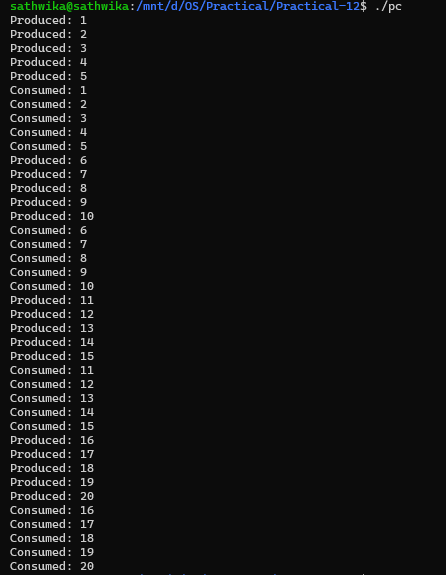 sathwika@sathwika:/mnt/d/OS/Practical/Practical-12$ ./pc
Produced: 1
Produced: 2
Produced: 3
Produced: 4
Produced: 5
Consumed: 1
Consumed: 2
Consumed: 3
Consumed: 4
Consumed: 5
Produced: 6
Produced: 7
Produced: 8
Produced: 9
Produced: 10
Consumed: 6
Consumed: 7
Consumed: 8
Consumed: 9
Consumed: 10
Produced: 11
Produced: 12
Produced: 13
Produced: 14
Produced: 15
Consumed: 11
Consumed: 12
Consumed: 13
Consumed: 14
Consumed: 15
Produced: 16
Produced: 17
Produced: 18
Produced: 19
Produced: 20
Consumed: 16
Consumed: 17
Consumed: 18
Consumed: 19
Consumed: 20